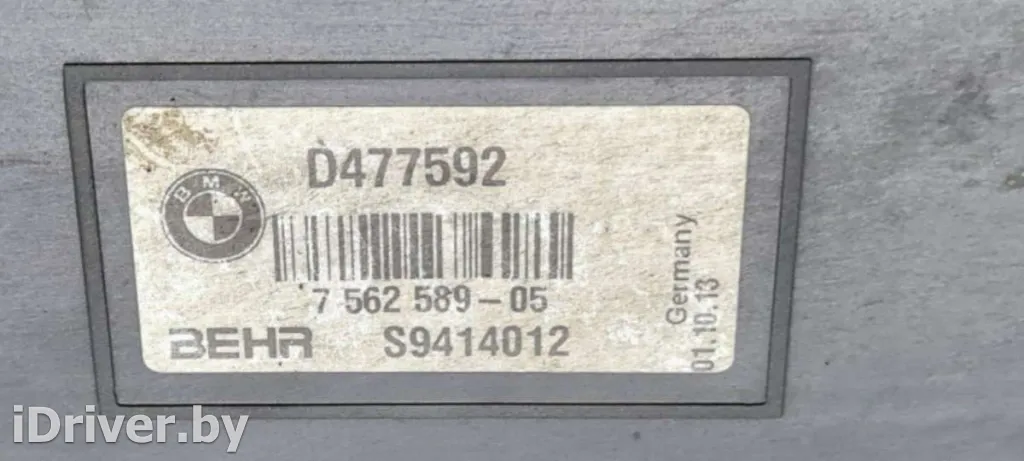 D477592
BMW
7 562 589-05
BEHR S9414012
Germany
01.10.13
iDriver.by